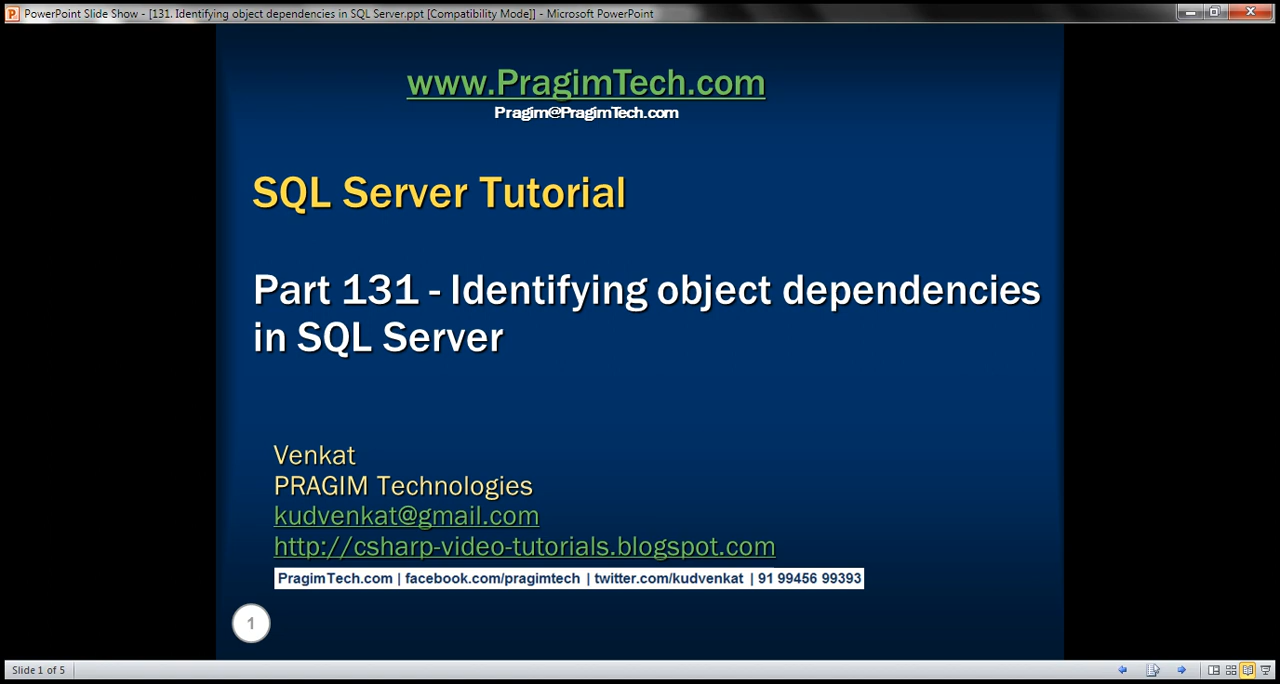 PowerPoint Slide Show - [131. Identifying object dependencies in SQL Server.ppt [Compatibility Mode]] - Microsoft PowerPoint
www.PragimTech.com
Pragim@PragimTech.com
SQL Server Tutorial
Part 131 - Identifying object dependencies
in SQL Server
Venkat
PRAGIM Technologies
kudvenkat@gmail.com
http://csharp-video-tutorials.blogspot.com
PragimTech.com | facebook.com/pragimtech | twitter.com/kudvenkat | 91 99456 99393
1
Slide 1 of 5